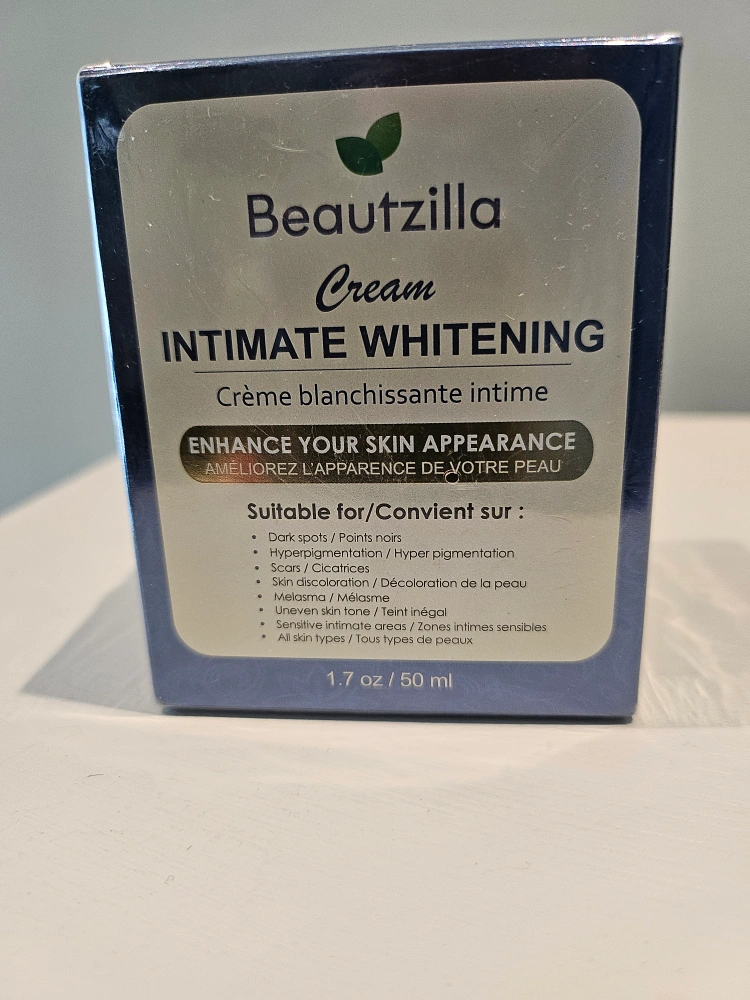 Beautzilla
Cream
INTIMATE WHITENING
Crème blanchissante intime
ENHANCE YOUR SKIN APPEARANCE
AMÉLIOREZ L'APPARENCE DE VOTRE PEAU
Suitable for/Convient sur :
• Dark spots / Points noirs
• Hyperpigmentation / Hyper pigmentation
• Scars / Cicatrices
• Skin discoloration / Décoloration de la peau
• Melasma / Mélasme
• Uneven skin tone / Teint inégal
• Sensitive intimate areas / Zones intimes sensibles
• All skin types / Tous types de peaux
1.7 oz / 50 ml